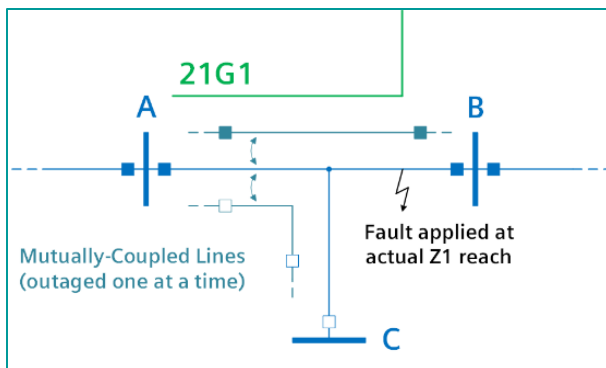 21G1
A
B
Fault applied at
actual Z1 reach
Mutually-Coupled Lines
(outaged one at a time)
C